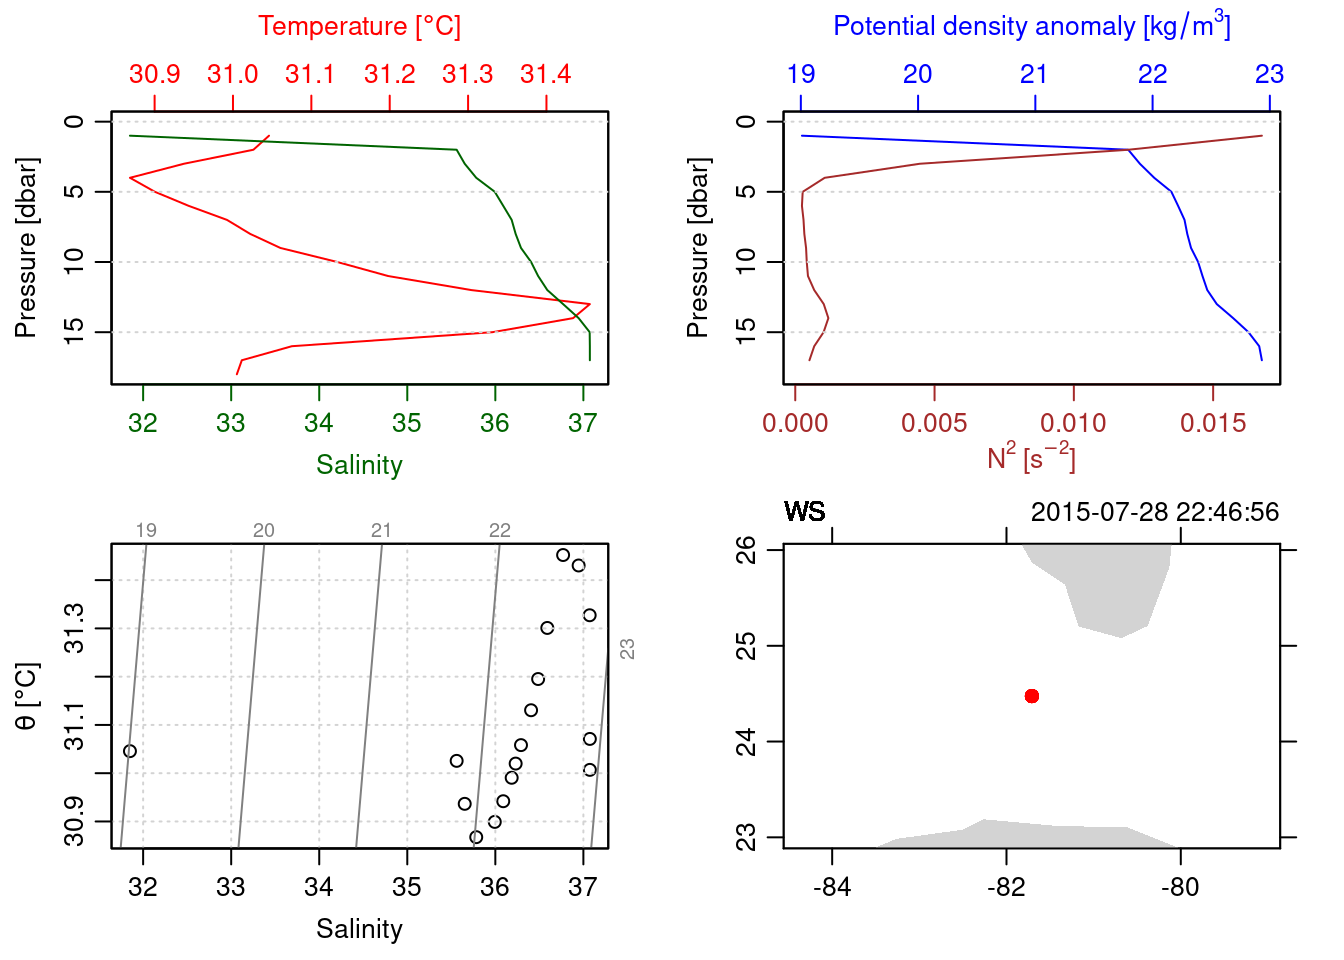 Temperature [°C]
30.9 31.0 31.1 31.2 31.3 31.4
Pressure [dbar]
0
5
10
15
32 33 34 35 36 37
Salinity
Potential density anomaly [kg/m³]
19 20 21 22 23
Pressure [dbar]
0
5
10
15
0.000 0.005 0.010 0.015
N² [s⁻²]
19 20 21 22
23
θ [°C]
31.3
31.1
30.9
32 33 34 35 36 37
Salinity
WS 2015-07-28 22:46:56
26
25
24
23
-84 -82 -80